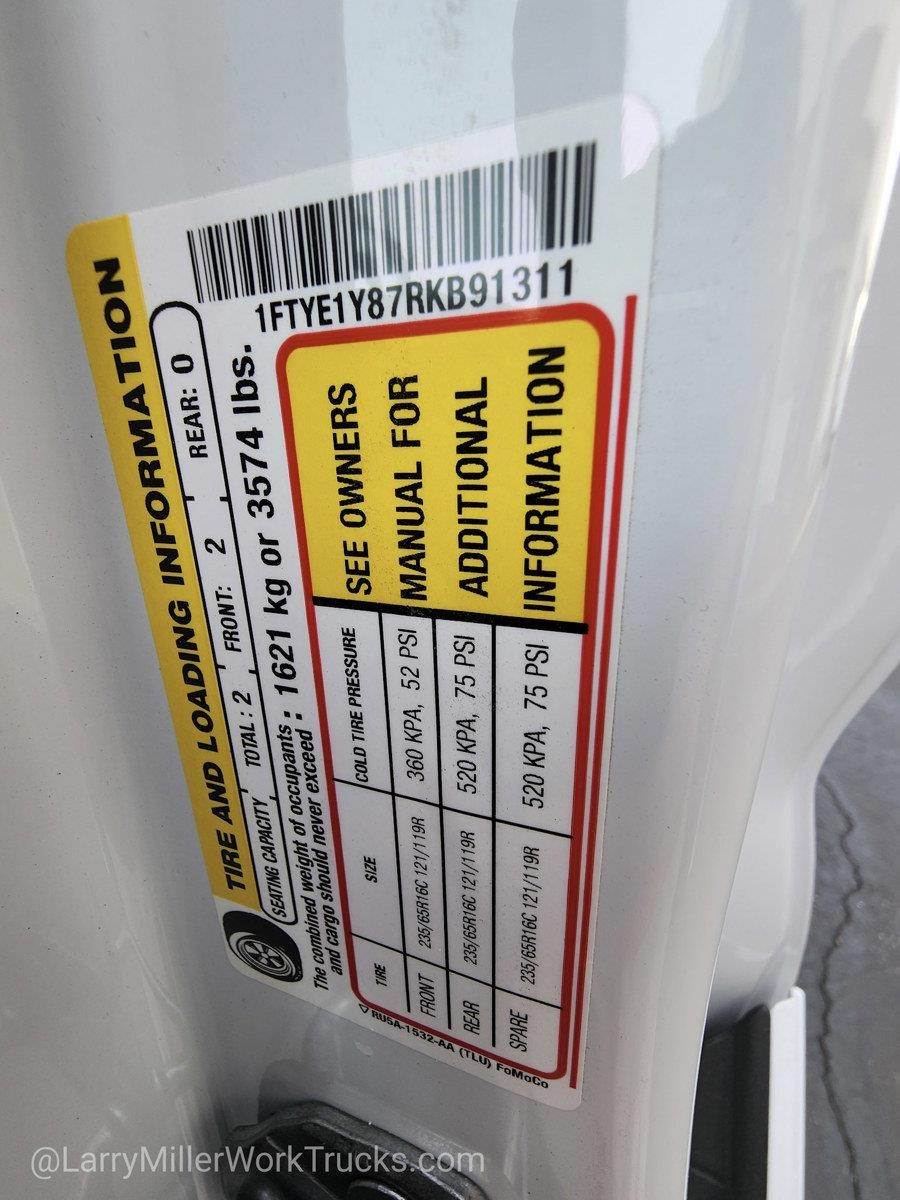 1FTYE1Y87RKB91311
TIRE AND LOADING INFORMATION
SEATING CAPACITY TOTAL: 2 FRONT: 2 REAR: 0
The combined weight of occupants
and cargo should never exceed : 1621 kg or 3574 lbs.
TIRE SIZE COLD TIRE PRESSURE
FRONT 235/65R16C 121/119R 360 KPA, 52 PSI
REAR 235/65R16C 121/119R 520 KPA, 75 PSI
SPARE 235/65R16C 121/119R 520 KPA, 75 PSI
SEE OWNERS
MANUAL FOR
ADDITIONAL
INFORMATION
RU5A-1532-AA (TLU) FoMoCo
@LarryMillerWorkTrucks.com